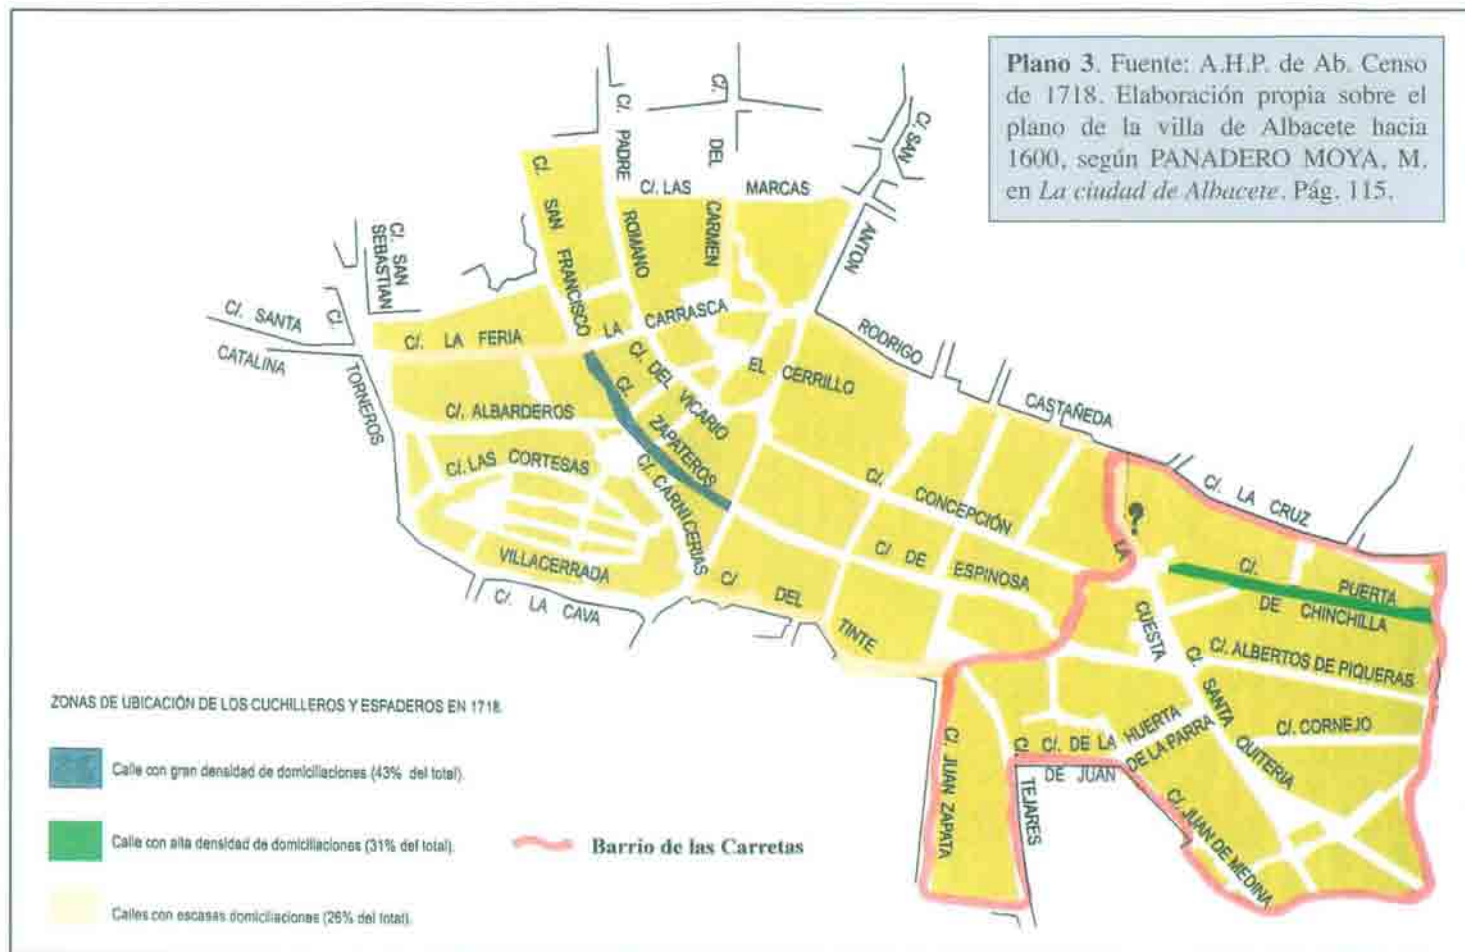 Plano 3. Fuente: A.H.P. de Ab. Censo
de 1718. Elaboración propia sobre el
plano de la villa de Albacete hacia
1600, según PANADERO MOYA, M.
en La ciudad de Albacete. Pág. 115.
C/. PADRE
ROMANO
C/. DEL
CARMEN
C/. SAN
ANTON
C/. LAS MARCAS
C/. SAN FRANCISCO
C/. SAN
SEBASTIAN
C/. SANTA
CATALINA
C/. TORNEROS
C/. LA FERIA
LA CARRASCA
C/. DEL VICARIO
EL CERRILLO
RODRIGO
CASTAÑEDA
C/. ALBARDEROS
C/. ZAPATEROS
C/. LAS CORTESAS
C/. CARNICERIAS
C/. CONCEPCIÓN
C/. LA CRUZ
?
LA
CUESTA
VILLACERRADA
C/. LA CAVA
C/. DEL TINTE
C/. DE ESPINOSA
C/. PUERTA
DE CHINCHILLA
C/. ALBERTOS DE PIQUERAS
C/. SANTA QUITERIA
C/. CORNEJO
C/. DE LA HUERTA
DE JUAN DE LA PARRA
C/. TEJARES
C/. JUAN ZAPATA
C/. JUAN DE MEDINA
ZONAS DE UBICACIÓN DE LOS CUCHILLEROS Y ESPADEROS EN 1718.
Calle con gran densidad de domiciliaciones (43% del total).
Calle con alta densidad de domiciliaciones (31% del total).
Barrio de las Carretas
Calles con escasas domiciliaciones (26% del total).